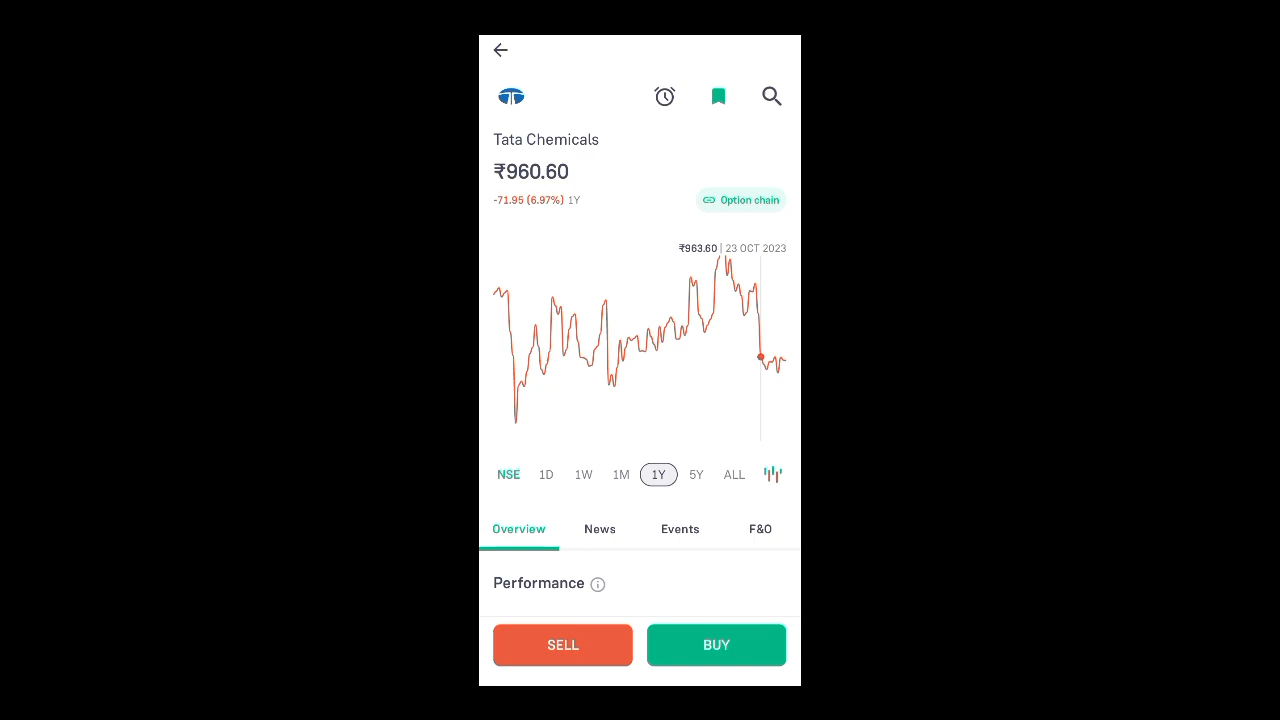 Tata Chemicals
₹960.60
-71.95 (6.97%) 1Y
Option chain
₹963.60 | 23 OCT 2023
NSE 1D 1W 1M 1Y 5Y ALL
Overview News Events F&O
Performance
SELL BUY